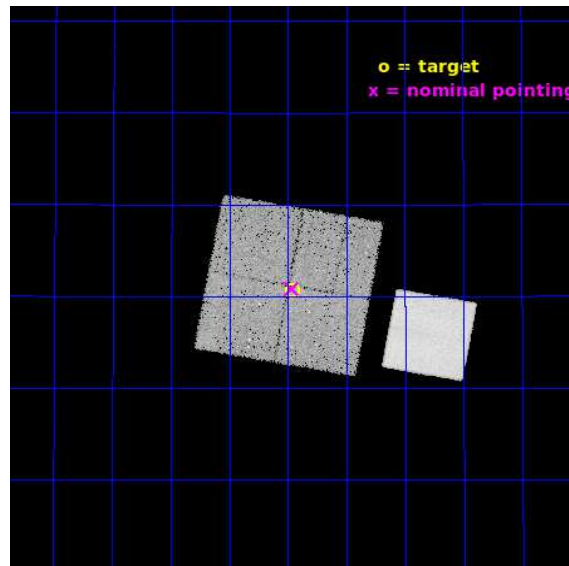 o = target
x = nominal pointing